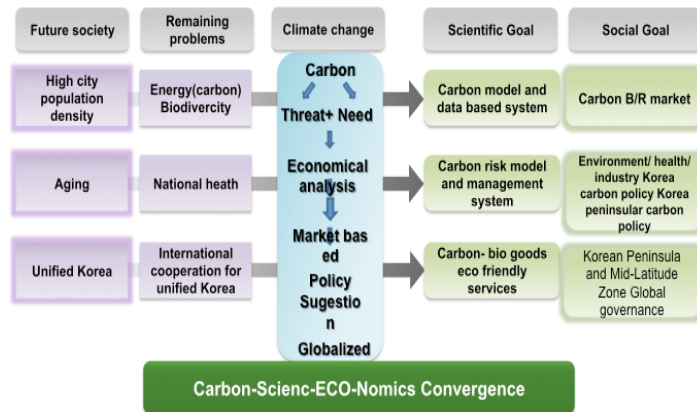 Future society
Remaining
problems
Climate change
Scientific Goal
Social Goal
High city
population
density
Energy(carbon)
Biodivercity
Carbon
Threat+ Need
Carbon model and
data based system
Carbon B/R market
Aging
National heath
Economical
analysis
Carbon risk model
and management
system
Environment/ health/
industry Korea
carbon policy Korea
peninsular carbon
policy
Unified Korea
International
cooperation for
unified Korea
Market bas
ed
Policy
Sugestio
n
Globalized
Carbon- bio goods
eco friendly
services
Korean Peninsula
and Mid-Latitude
Zone Global
governance
Carbon-Scienc-ECO-Nomics Convergence